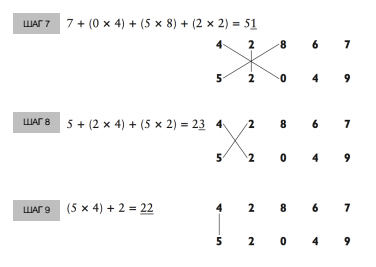 ШАГ 7 7 + (0 × 4) + (5 × 8) + (2 × 2) = 51
4 2 8 6 7
5 2 0 4 9
ШАГ 8 5 + (2 × 4) + (5 × 2) = 23 4 2 8 6 7
5 2 0 4 9
ШАГ 9 (5 × 4) + 2 = 22 4 2 8 6 7
5 2 0 4 9